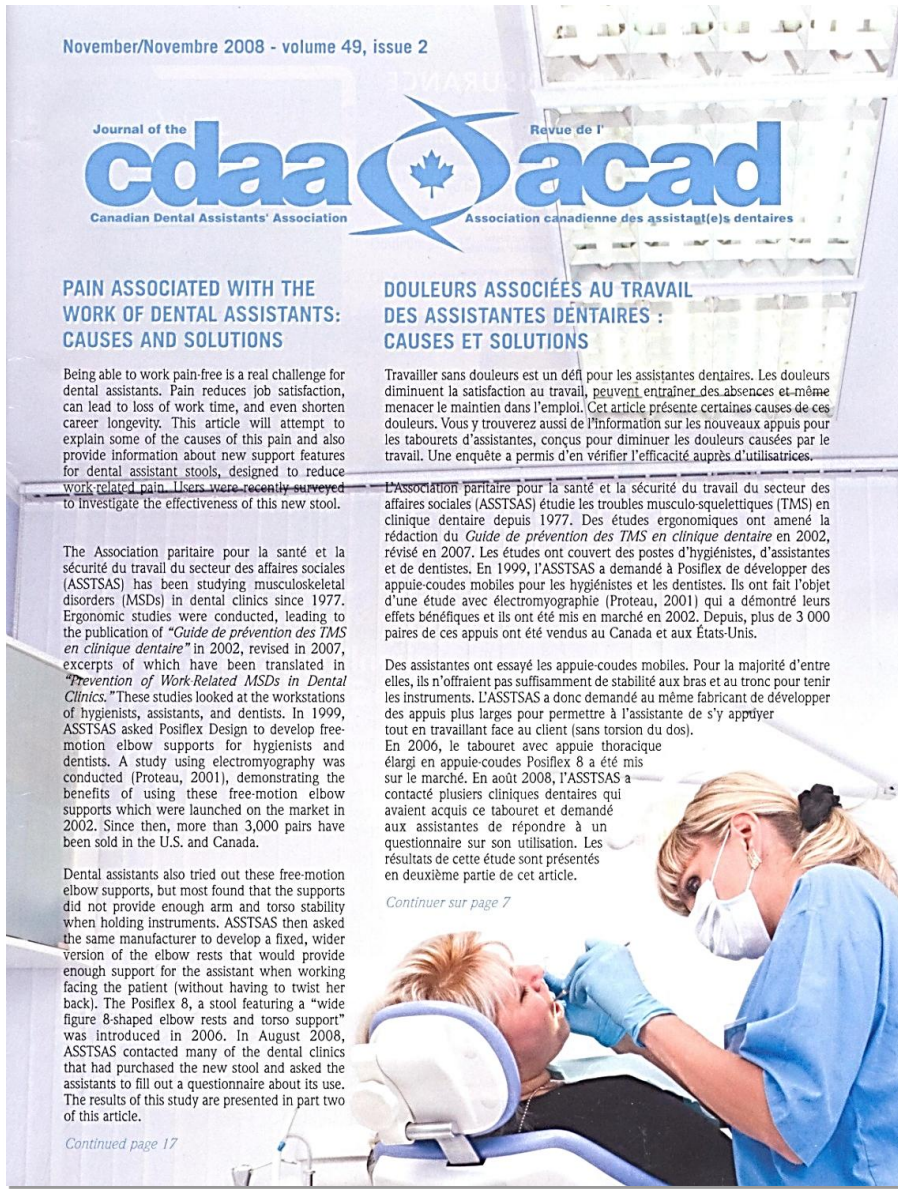 November/Novembre 2008 - volume 49, issue 2
Journal of the
cdaa
Canadian Dental Assistants' Association
Revue de l'
acad
Association canadienne des assistant(e)s dentaires
PAIN ASSOCIATED WITH THE
WORK OF DENTAL ASSISTANTS:
CAUSES AND SOLUTIONS
Being able to work pain-free is a real challenge for
dental assistants. Pain reduces job satisfaction,
can lead to loss of work time, and even shorten
career longevity. This article will attempt to
explain some of the causes of this pain and also
provide information about new support features
for dental assistant stools, designed to reduce
work-related pain. Users were recently surveyed
to investigate the effectiveness of this new stool.
The Association paritaire pour la santé et la
sécurité du travail du secteur des affaires sociales
(ASSTSAS) has been studying musculoskeletal
disorders (MSDs) in dental clinics since 1977.
Ergonomic studies were conducted, leading to
the publication of "Guide de prévention des TMS
en clinique dentaire" in 2002, revised in 2007,
excerpts of which have been translated in
"Prevention of Work-Related MSDs in Dental
Clinics." These studies looked at the workstations
of hygienists, assistants, and dentists. In 1999,
ASSTSAS asked Posiflex Design to develop free-
motion elbow supports for hygienists and
dentists. A study using electromyography was
conducted (Proteau, 2001), demonstrating the
benefits of using these free-motion elbow
supports which were launched on the market in
2002. Since then, more than 3,000 pairs have
been sold in the U.S. and Canada.
Dental assistants also tried out these free-motion
elbow supports, but most found that the supports
did not provide enough arm and torso stability
when holding instruments. ASSTSAS then asked
the same manufacturer to develop a fixed, wider
version of the elbow rests that would provide
enough support for the assistant when working
facing the patient (without having to twist her
back). The Posiflex 8, a stool featuring a "wide
figure 8-shaped elbow rests and torso support"
was introduced in 2006. In August 2008,
ASSTSAS contacted many of the dental clinics
that had purchased the new stool and asked the
assistants to fill out a questionnaire about its use.
The results of this study are presented in part two
of this article.
Continued page 17
DOULEURS ASSOCIÉES AU TRAVAIL
DES ASSISTANTES DENTAIRES :
CAUSES ET SOLUTIONS
Travailler sans douleurs est un défi pour les assistantes dentaires. Les douleurs
diminuent la satisfaction au travail, peuvent entraîner des absences et même
menacer le maintien dans l'emploi. Cet article présente certaines causes de ces
douleurs. Vous y trouverez aussi de l'information sur les nouveaux appuis pour
les tabourets d'assistantes, conçus pour diminuer les douleurs causées par le
travail. Une enquête a permis d'en vérifier l'efficacité auprès d'utilisatrices.
L'Association paritaire pour la santé et la sécurité du travail du secteur des
affaires sociales (ASSTSAS) étudie les troubles musculo-squelettiques (TMS) en
clinique dentaire depuis 1977. Des études ergonomiques ont amené la
rédaction du Guide de prévention des TMS en clinique dentaire en 2002,
révisé en 2007. Les études ont couvert des postes d'hygiénistes, d'assistantes
et de dentistes. En 1999, l'ASSTSAS a demandé à Posiflex de développer des
appuie-coudes mobiles pour les hygiénistes et les dentistes. Ils ont fait l'objet
d'une étude avec électromyographie (Proteau, 2001) qui a démontré leurs
effets bénéfiques et ils ont été mis en marché en 2002. Depuis, plus de 3 000
paires de ces appuis ont été vendus au Canada et aux États-Unis.
Des assistantes ont essayé les appuie-coudes mobiles. Pour la majorité d'entre
elles, ils n'offraient pas suffisamment de stabilité aux bras et au tronc pour tenir
les instruments. L'ASSTSAS a donc demandé au même fabricant de développer
des appuis plus larges pour permettre à l'assistante de s'y appuyer
tout en travaillant face au client (sans torsion du dos).
En 2006, le tabouret avec appuie thoracique
élargi en appuie-coudes Posiflex 8 a été mis
sur le marché. En août 2008, l'ASSTSAS a
contacté plusiers cliniques dentaires qui
avaient acquis ce tabouret et demandé
aux assistantes de répondre à un
questionnaire sur son utilisation. Les
résultats de cette étude sont présentés
en deuxième partie de cet article.
Continuer sur page 7